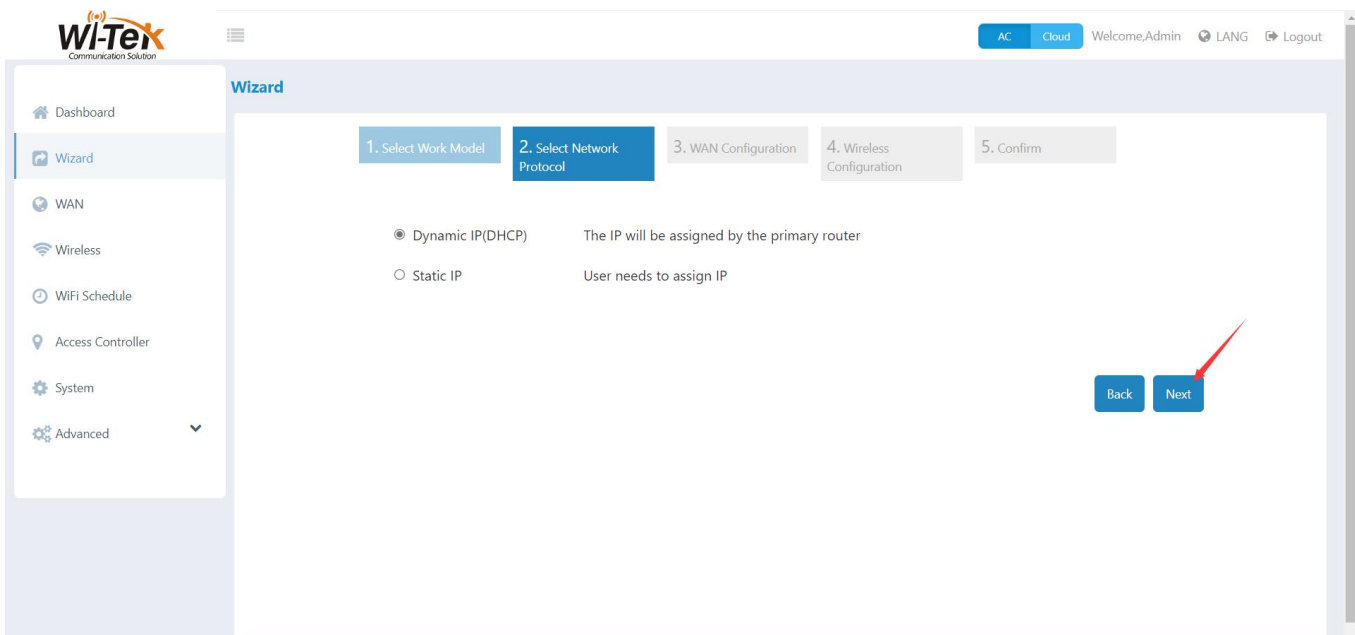 Wi-Tek
Communication Solution
AC Cloud Welcome,Admin LANG Logout
Wizard
Dashboard
Wizard
WAN
Wireless
WiFi Schedule
Access Controller
System
Advanced
1. Select Work Model
2. Select Network
Protocol
3. WAN Configuration
4. Wireless
Configuration
5. Confirm
Dynamic IP(DHCP) The IP will be assigned by the primary router
Static IP User needs to assign IP
Back Next